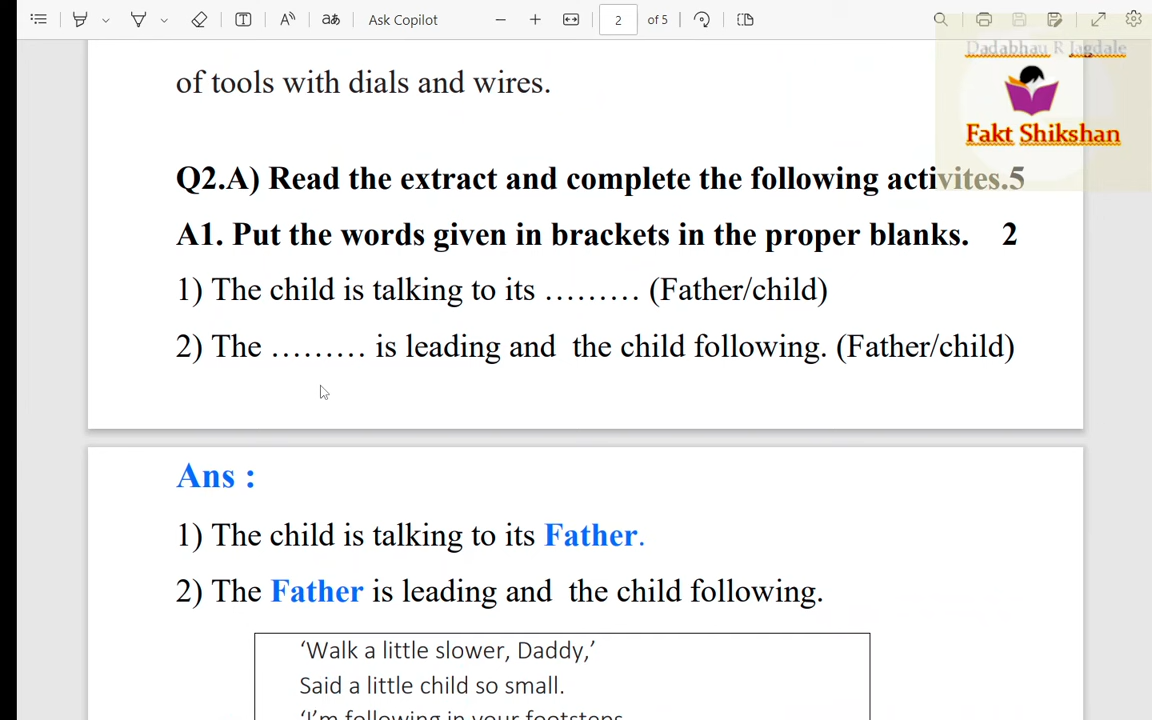 Ask Copilot
2
of 5
Dadabhau R Jagdale
Fakt Shikshan
of tools with dials and wires.
Q2.A) Read the extract and complete the following activites.5
A1. Put the words given in brackets in the proper blanks. 2
1) The child is talking to its ......... (Father/child)
2) The ......... is leading and the child following. (Father/child)
Ans :
1) The child is talking to its Father.
2) The Father is leading and the child following.
‘Walk a little slower, Daddy,’
Said a little child so small.
‘I’m following in your footsteps